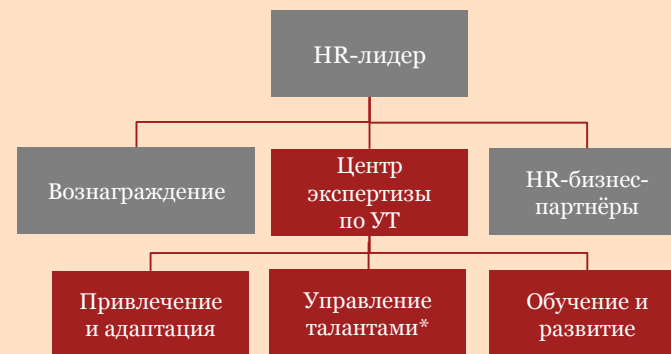 HR-лидер
Вознаграждение
Центр
экспертизы
по УТ
HR-бизнес-
партнёры
Привлечение
и адаптация
Управление
талантами*
Обучение и
развитие